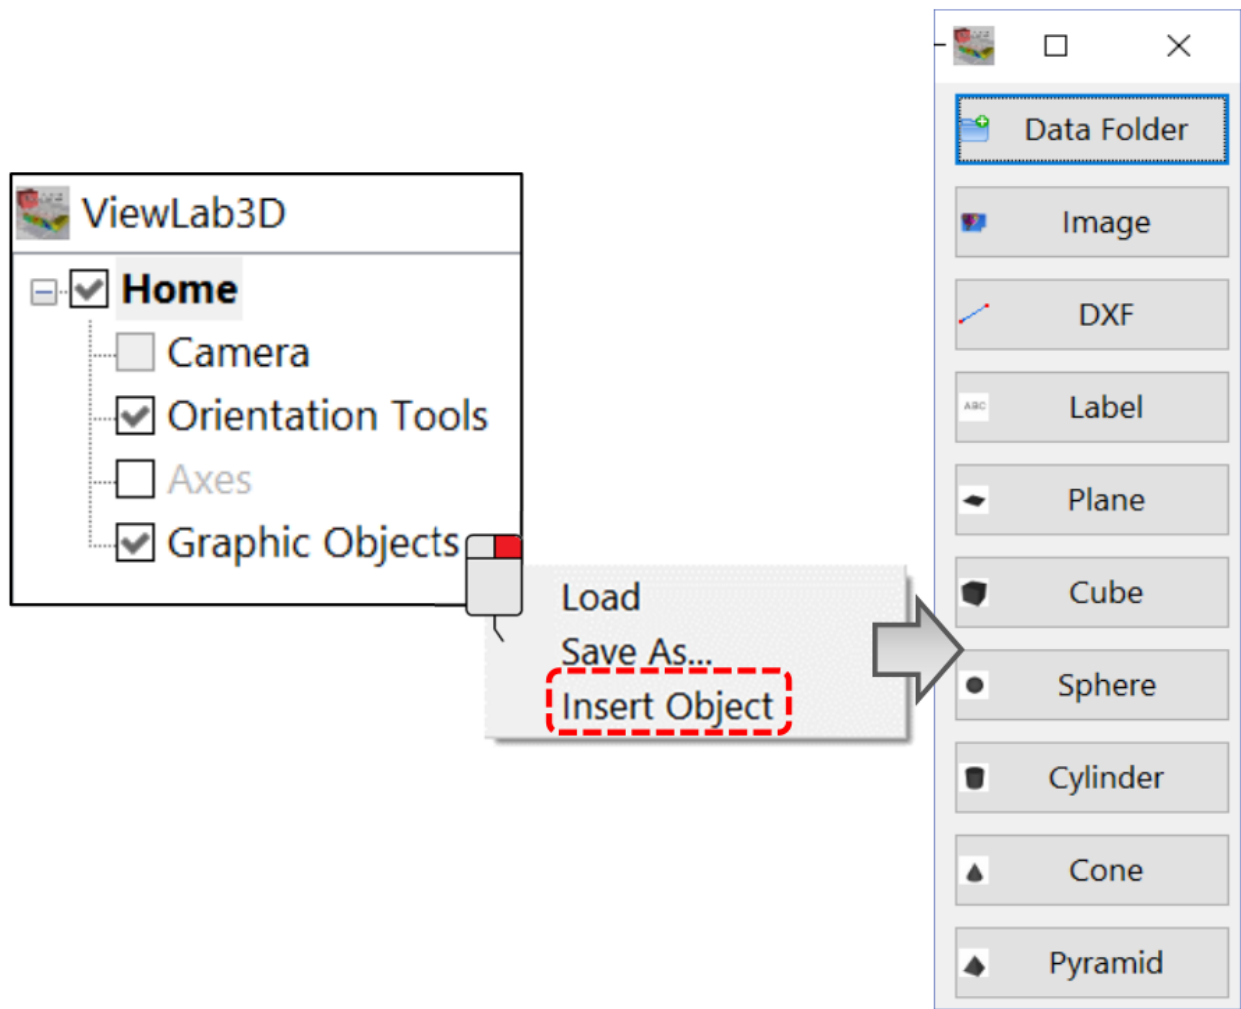 ViewLab3D
Home
Camera
Orientation Tools
Axes
Graphic Objects
Load
Save As...
Insert Object
Data Folder
Image
DXF
ABC
Label
Plane
Cube
Sphere
Cylinder
Cone
Pyramid